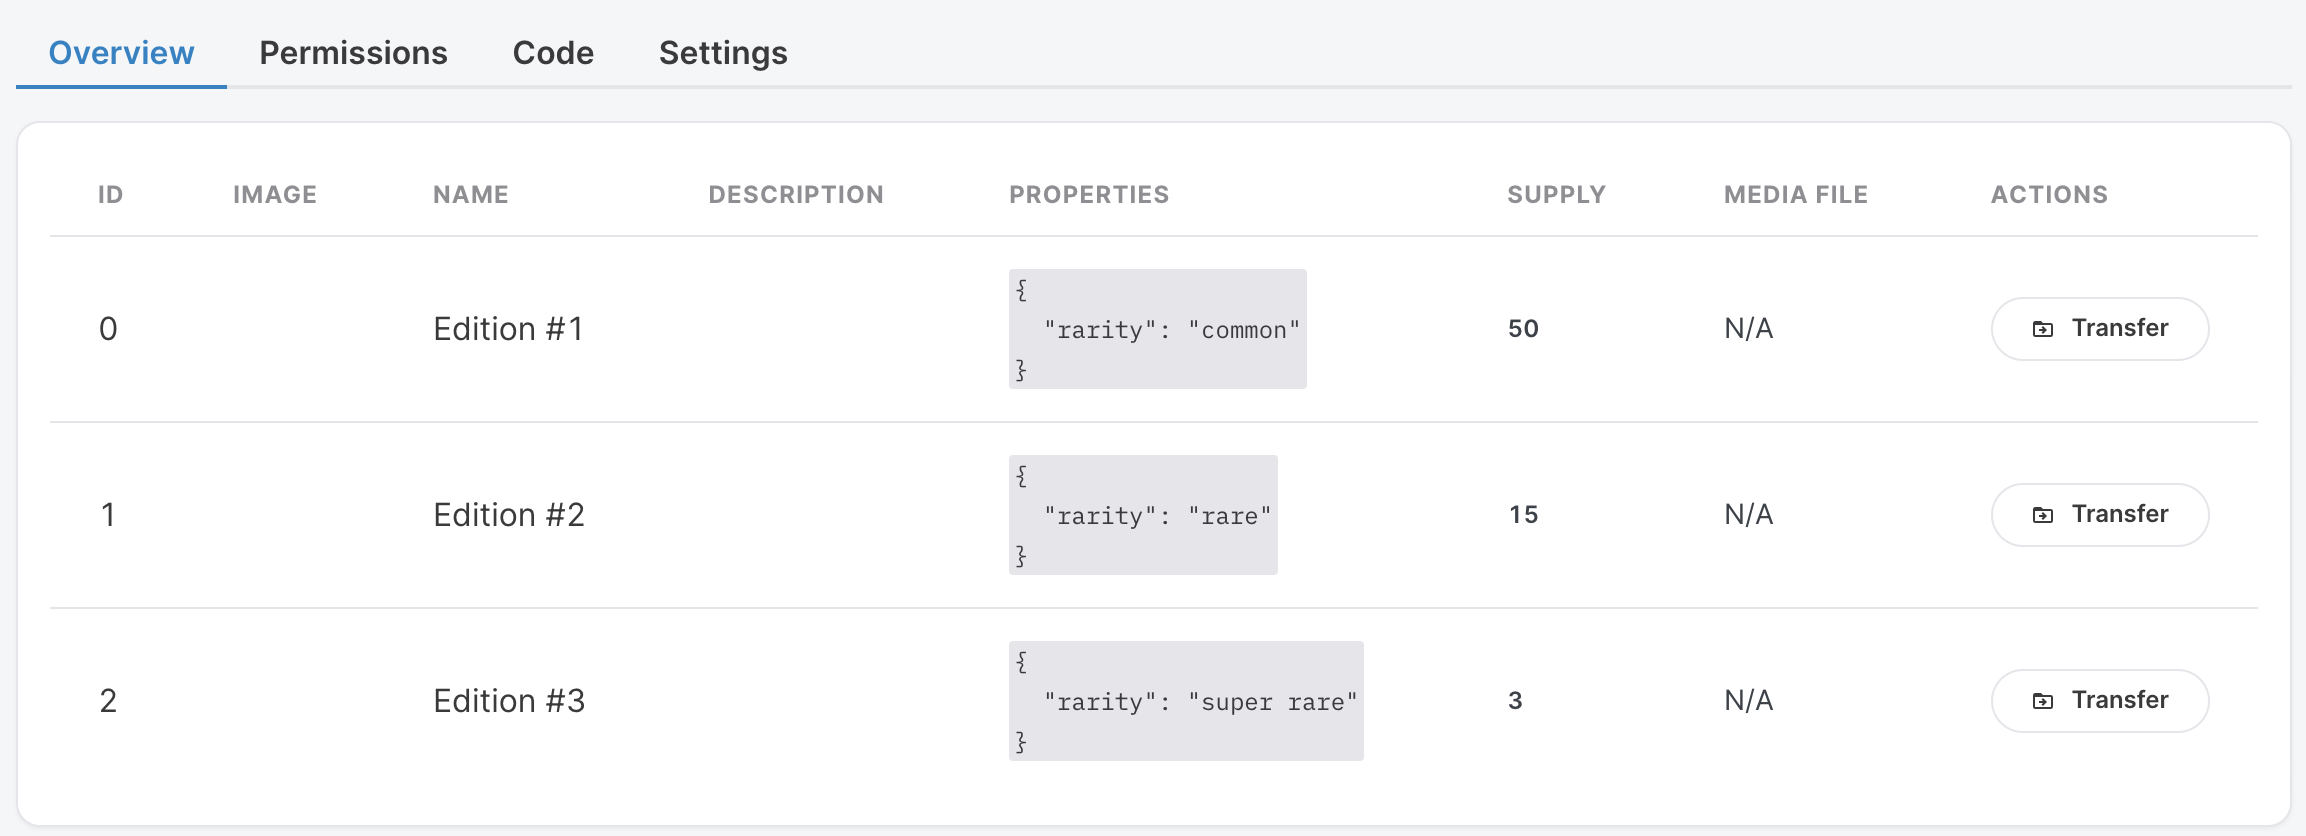 Overview Permissions Code Settings
ID IMAGE NAME DESCRIPTION PROPERTIES SUPPLY MEDIA FILE ACTIONS
{
0 Edition #1 "rarity": "common" 50 N/A Transfer
}
{
1 Edition #2 "rarity": "rare" 15 N/A Transfer
}
{
2 Edition #3 "rarity": "super rare" 3 N/A Transfer
}